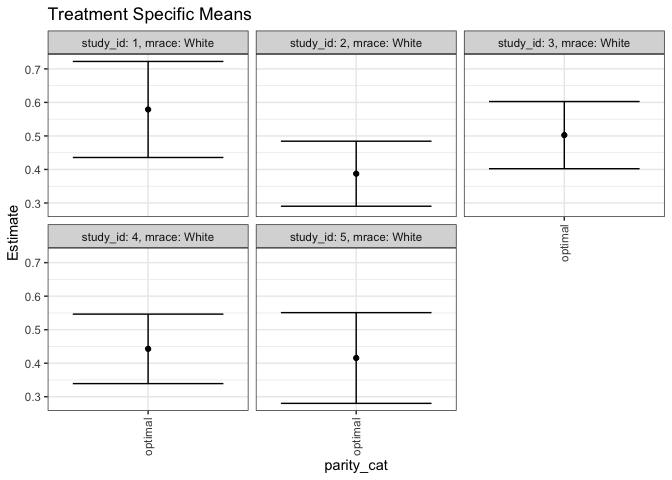 Treatment Specific Means
study_id: 1, mrace: White
study_id: 2, mrace: White
study_id: 3, mrace: White
0.7
0.6
0.5
0.4
0.3
optimal
Estimate
study_id: 4, mrace: White
study_id: 5, mrace: White
0.7
0.6
0.5
0.4
0.3
optimal
optimal
parity_cat